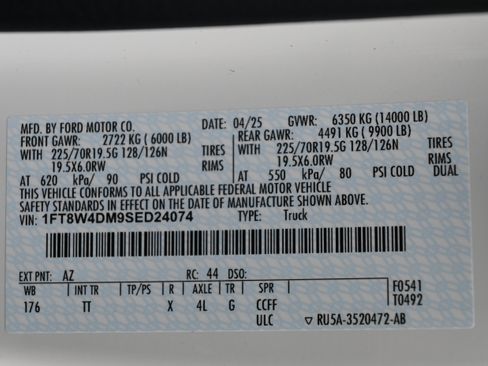 MFD. BY FORD MOTOR CO. DATE: 04/25 GVWR: 6350 KG (14000 LB)
FRONT GAWR: 2722 KG ( 6000 LB) REAR GAWR: 4491 KG ( 9900 LB)
WITH 225/70R19.5G 128/126N TIRES WITH 225/70R19.5G 128/126N TIRES
19.5X6.0RW RIMS 19.5X6.0RW RIMS
AT 620 kPa/ 90 PSI COLD AT 550 kPa/ 80 PSI COLD DUAL
THIS VEHICLE CONFORMS TO ALL APPLICABLE FEDERAL MOTOR VEHICLE
SAFETY STANDARDS IN EFFECT ON THE DATE OF MANUFACTURE SHOWN ABOVE.
VIN: 1FT8W4DM9SED24074 TYPE: Truck
EXT PNT: AZ RC: 44 DSO:
WB INT TR TP/PS R AXLE TR SPR F0541
176 TT X 4L G CCFF T0492
ULC ▽ RU5A-3520472-AB